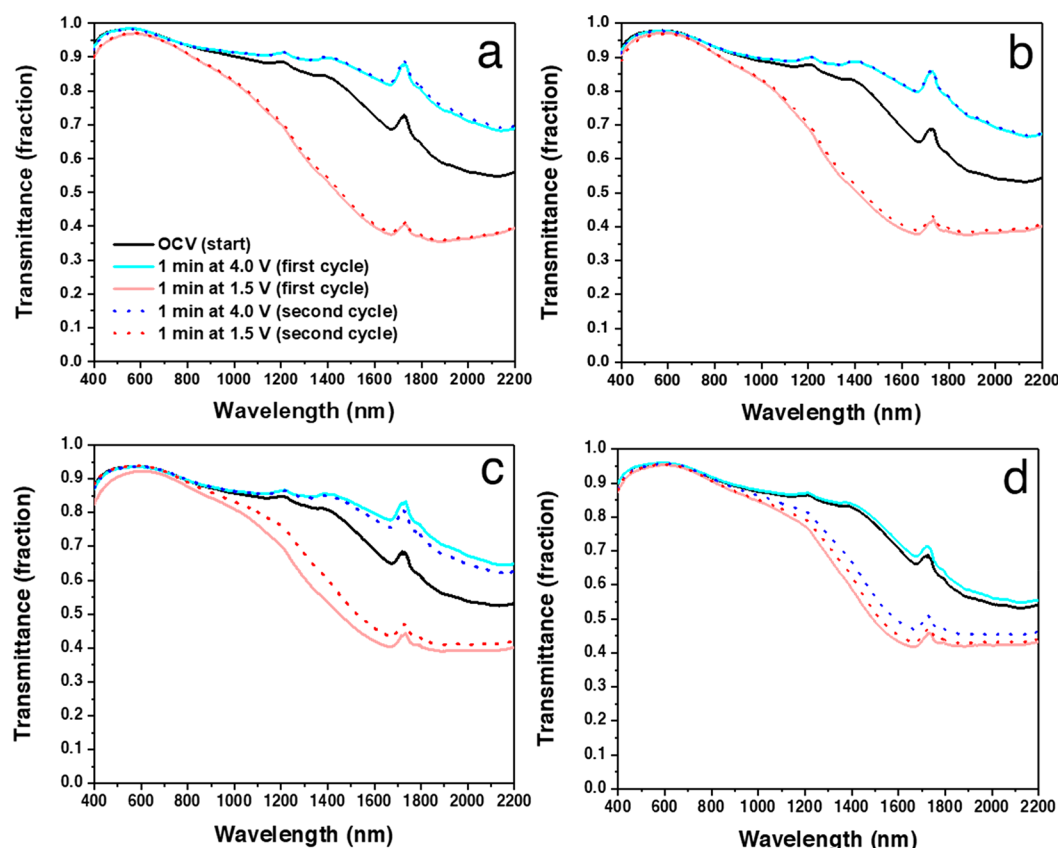 a
1.0
0.9
0.8
0.7
0.6
0.5
0.4
0.3
0.2
0.1
0.0
Transmittance (fraction)
OCV (start)
1 min at 4.0 V (first cycle)
1 min at 1.5 V (first cycle)
1 min at 4.0 V (second cycle)
1 min at 1.5 V (second cycle)
400 600 800 1000 1200 1400 1600 1800 2000 2200
Wavelength (nm)
b
1.0
0.9
0.8
0.7
0.6
0.5
0.4
0.3
0.2
0.1
0.0
Transmittance (fraction)
400 600 800 1000 1200 1400 1600 1800 2000 2200
Wavelength (nm)
c
1.0
0.9
0.8
0.7
0.6
0.5
0.4
0.3
0.2
0.1
0.0
Transmittance (fraction)
400 600 800 1000 1200 1400 1600 1800 2000 2200
Wavelength (nm)
d
1.0
0.9
0.8
0.7
0.6
0.5
0.4
0.3
0.2
0.1
0.0
Transmittance (fraction)
400 600 800 1000 1200 1400 1600 1800 2000 2200
Wavelength (nm)